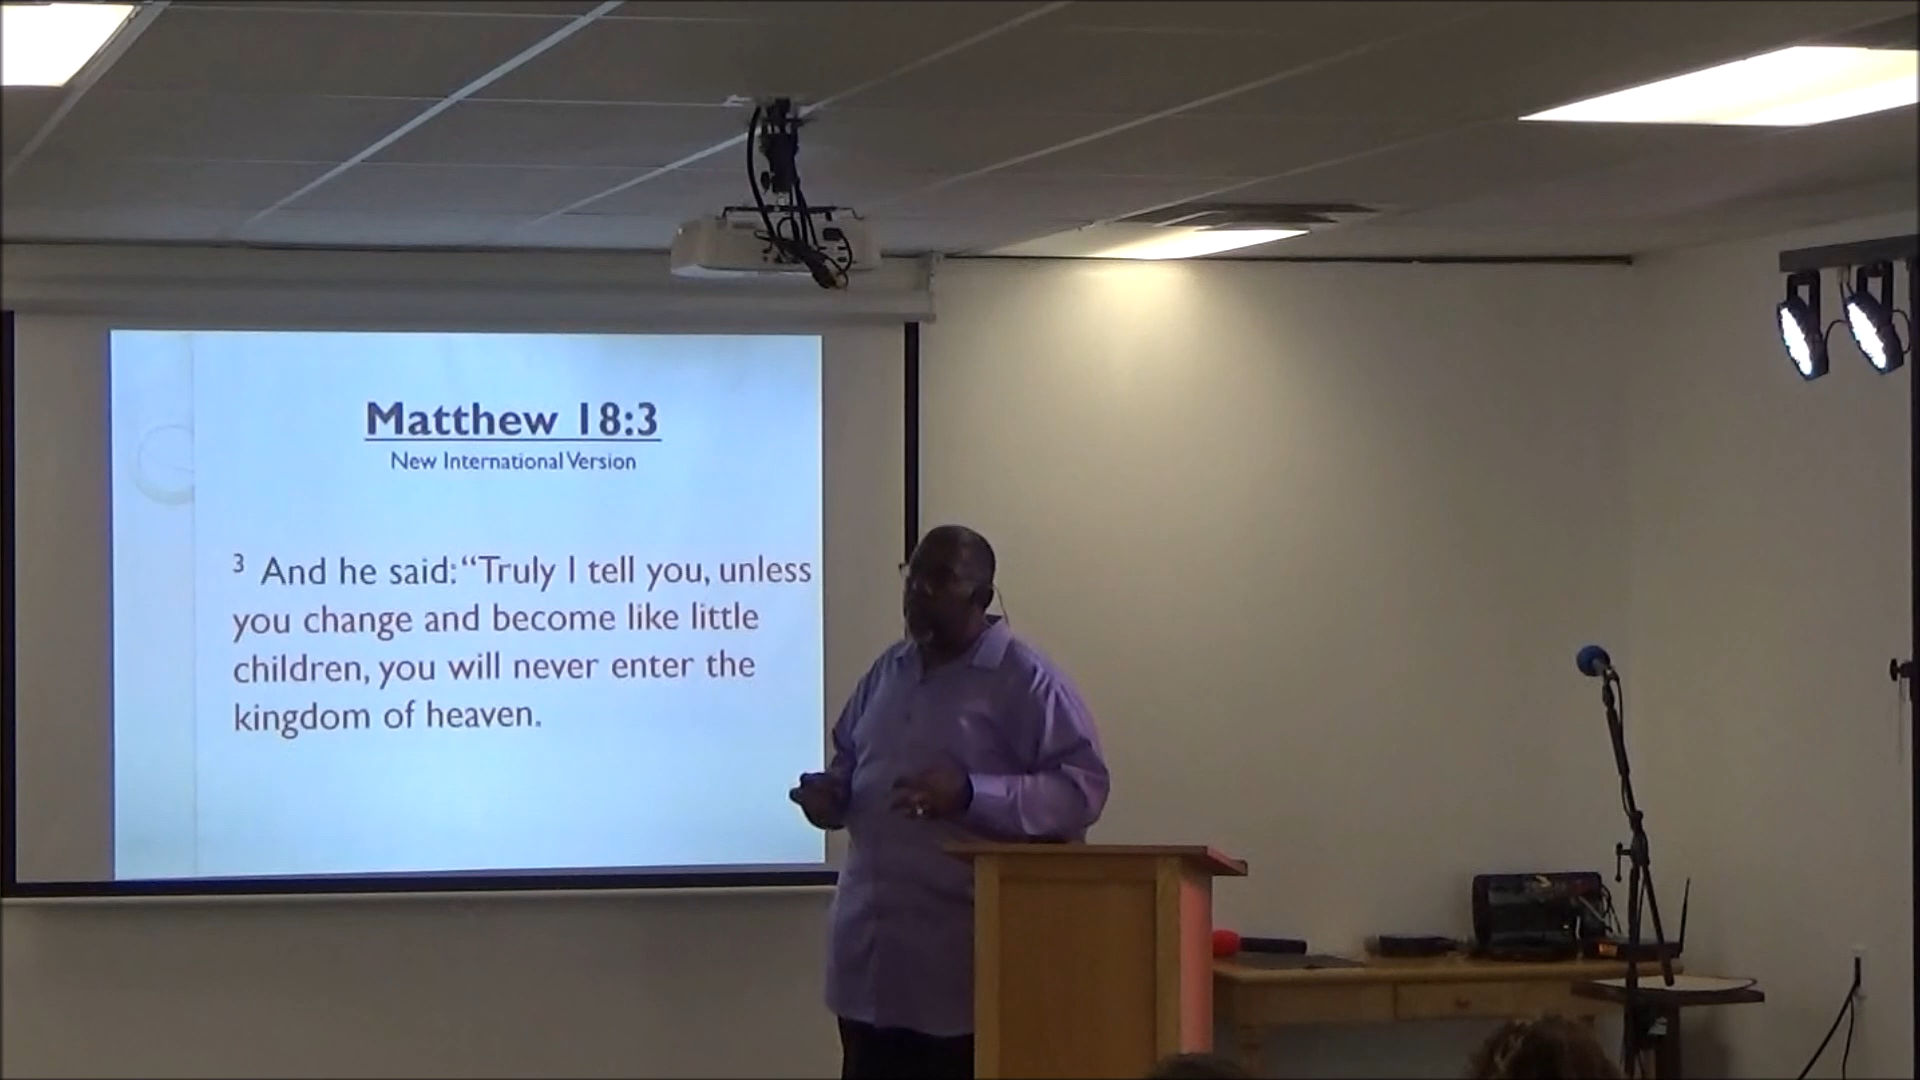 Matthew 18:3
New International Version
3 And he said: “Truly I tell you, unless
you change and become like little
children, you will never enter the
kingdom of heaven.